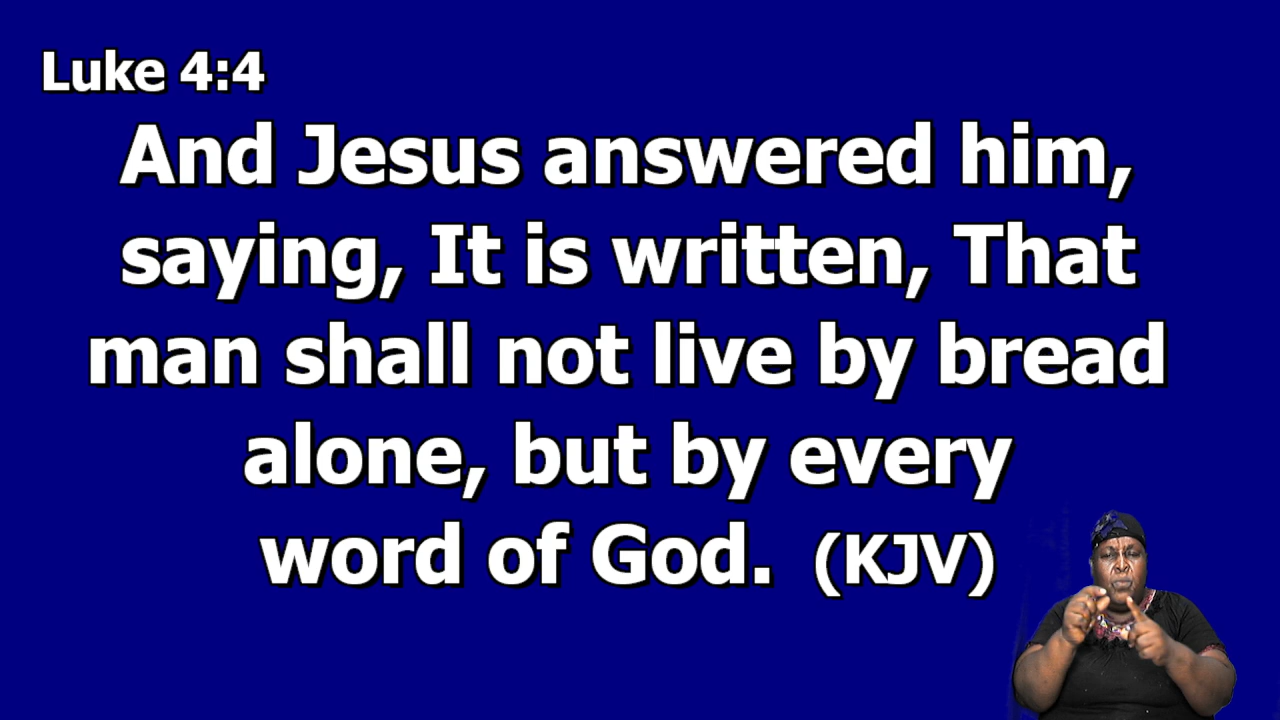 Luke 4:4
And Jesus answered him,
saying, It is written, That
man shall not live by bread
alone, but by every
word of God. (KJV)